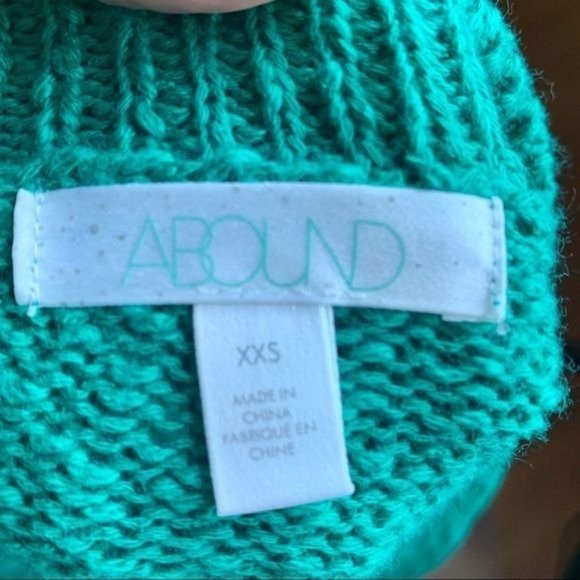 ABOUND
XXS
MADE IN
CHINA
FABRIQUÉ EN
CHINE